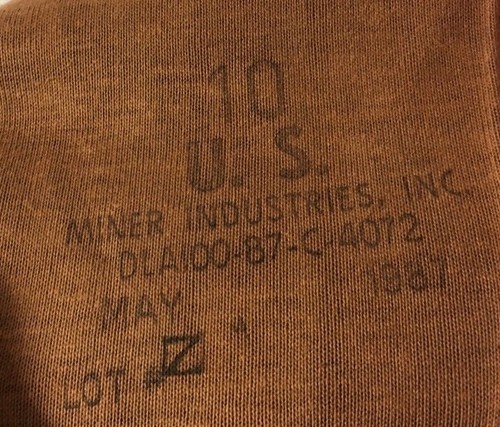 10
U. S.
MINER INDUSTRIES, INC.
DLA100-87-C-4072
MAY 1987
LOT # Z